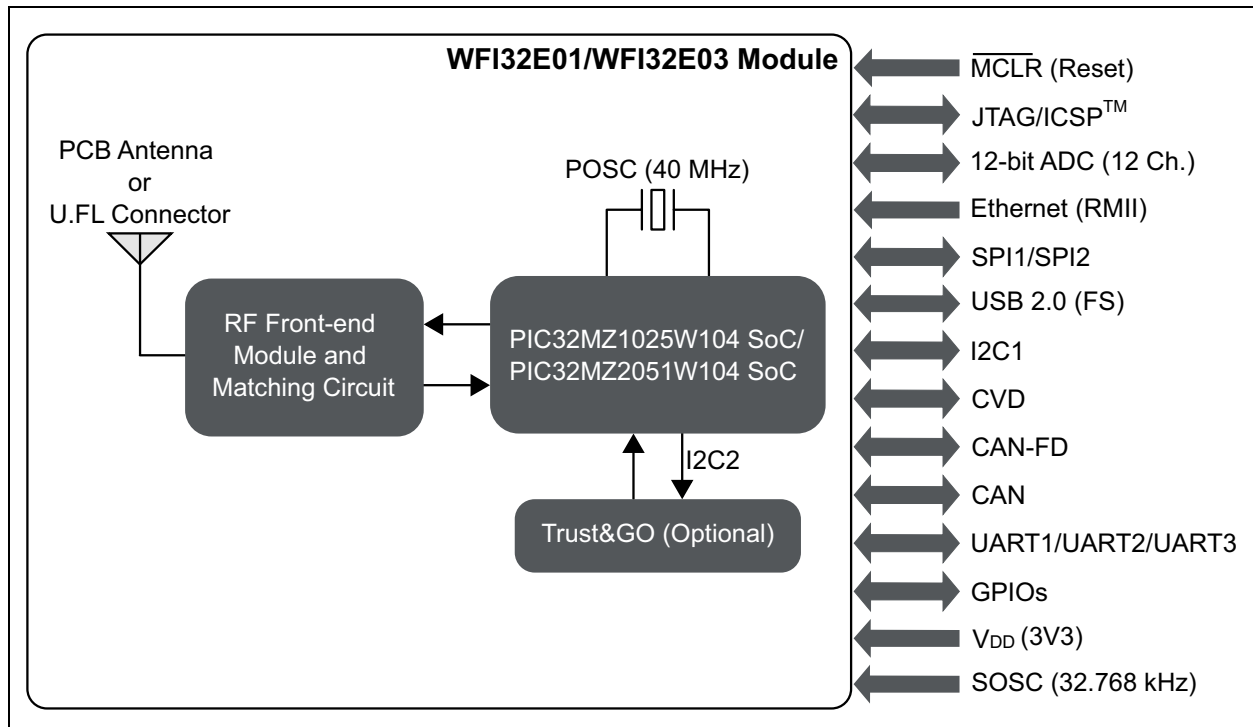 WFI32E01/WFI32E03 Module
PCB Antenna
or
U.FL Connector
POSC (40 MHz)
RF Front-end
Module and
Matching Circuit
PIC32MZ1025W104 SoC/
PIC32MZ2051W104 SoC
I2C2
Trust&GO (Optional)
M̅C̅L̅R̅ (Reset)
JTAG/ICSP™
12-bit ADC (12 Ch.)
Ethernet (RMII)
SPI1/SPI2
USB 2.0 (FS)
I2C1
CVD
CAN-FD
CAN
UART1/UART2/UART3
GPIOs
VDD (3V3)
SOSC (32.768 kHz)